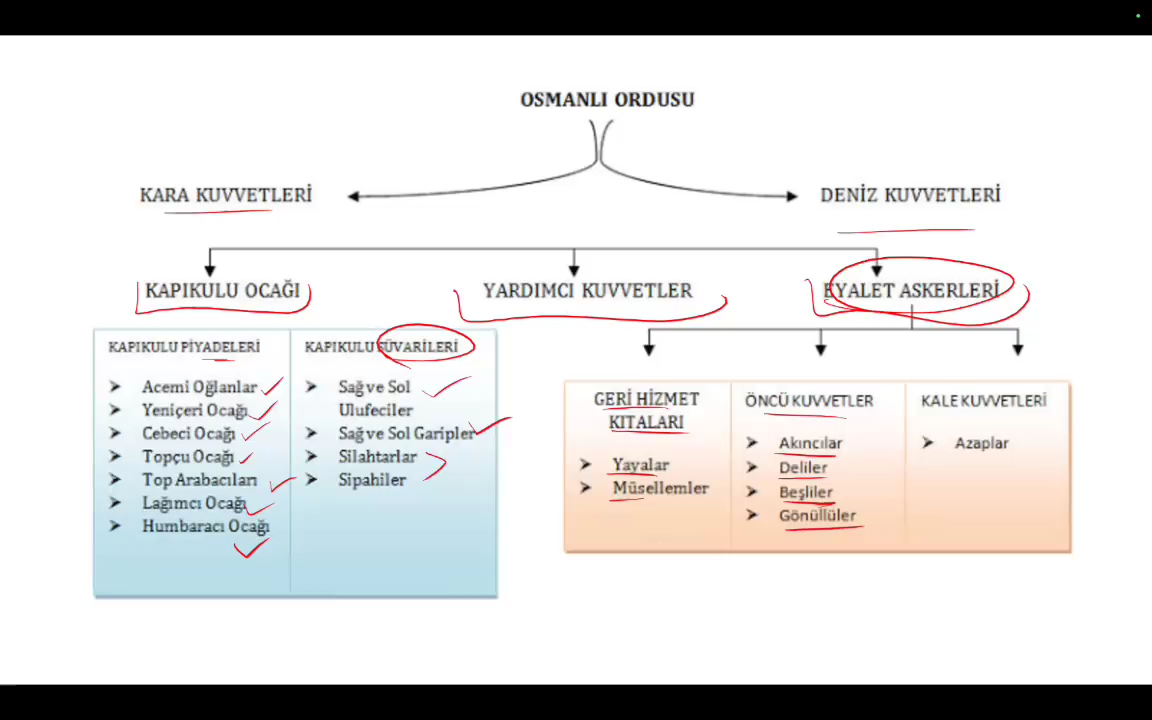 OSMANLI ORDUSU
KARA KUVVETLERİ
DENİZ KUVVETLERİ
KAPIKULU OCAĞI
YARDIMCI KUVVETLER
EYALET ASKERLERİ
KAPIKULU PİYADELERİ
Acemi Oğlanlar
Yeniçeri Ocağı
Cebeci Ocağı
Topçu Ocağı
Top Arabacıları
Lağımcı Ocağı
Humbaracı Ocağı
KAPIKULU SÜVARİLERİ
Sağ ve Sol
Ulufeciler
Sağ ve Sol Garipler
Silahtarlar
Sipahiler
GERİ HİZMET
KITALARI
Yayalar
Müsellemler
ÖNCÜ KUVVETLER
Akıncılar
Deliler
Beşliler
Gönüllüler
KALE KUVVETLERİ
Azaplar